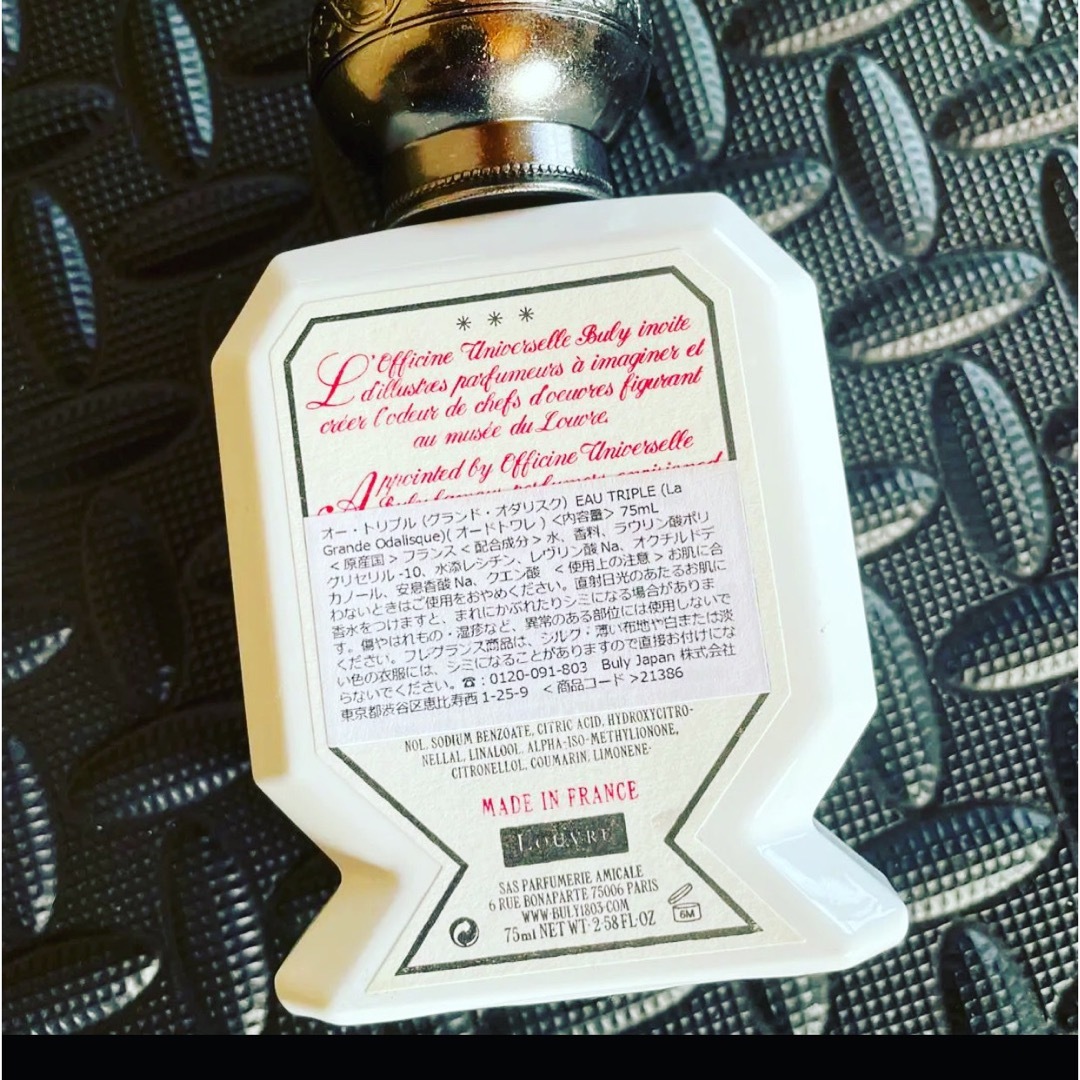 * * *
L'Officine Universelle Buly invite
d'illustres parfumeurs à imaginer et
créer l'odeur de chefs d'oeuvres figurant
au musée du Louvre.
Appointed by Officine Universelle
オー・トリプル (グランド・オダリスク) EAU TRIPLE (La
Grande Odalisque)( オードトワレ ) <内容量> 75mL
< 原産国 > フランス < 配合成分 > 水、香料、ラウリン酸ポリ
グリセリル -10、水添レシチン、レヴリン酸 Na、オクチルドデ
カノール、安息香酸 Na、クエン酸 < 使用上の注意 > お肌に合
わないときはご使用をおやめください。直射日光のあたるお肌に
香水をつけますと、まれにかぶれたりシミになる場合がありま
す。傷やはれもの・湿疹など、異常のある部位には使用しないで
ください。フレグランス商品は、シルク・薄い布地や白または淡
い色の衣服には、シミになることがありますので直接お付けにな
らないでください。☎ : 0120-091-803 Buly Japan 株式会社
東京都渋谷区恵比寿西 1-25-9 < 商品コード >21386
NOL, SODIUM BENZOATE, CITRIC ACID, HYDROXYCITRO-
NELLAL, LINALOOL, ALPHA-ISO-METHYLIONONE,
CITRONELLOL, COUMARIN, LIMONENE·
MADE IN FRANCE
LOUVRE
SAS PARFUMERIE AMICALE
6 RUE BONAPARTE 75006 PARIS
WWW·BULY1803·COM
75ml NET WT· 2·58 FL·OZ
6M